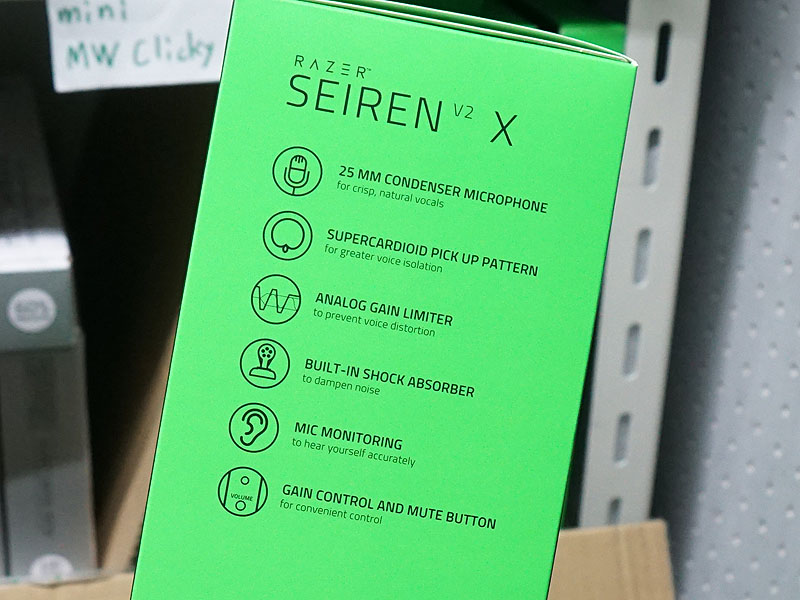 mini
MW Clicky
RAZER™
SEIREN V2 X
25 MM CONDENSER MICROPHONE
for crisp, natural vocals
SUPERCARDIOID PICK UP PATTERN
for greater voice isolation
ANALOG GAIN LIMITER
to prevent voice distortion
BUILT-IN SHOCK ABSORBER
to dampen noise
MIC MONITORING
to hear yourself accurately
VOLUME
GAIN CONTROL AND MUTE BUTTON
for convenient control